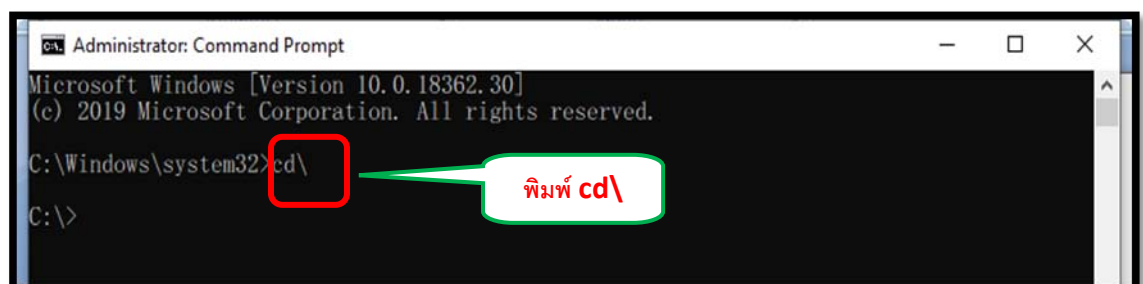 Administrator: Command Prompt
Microsoft Windows [Version 10.0.18362.30]
(c) 2019 Microsoft Corporation. All rights reserved.
C:\Windows\system32>cd\
พิมพ์ cd\
C:\>